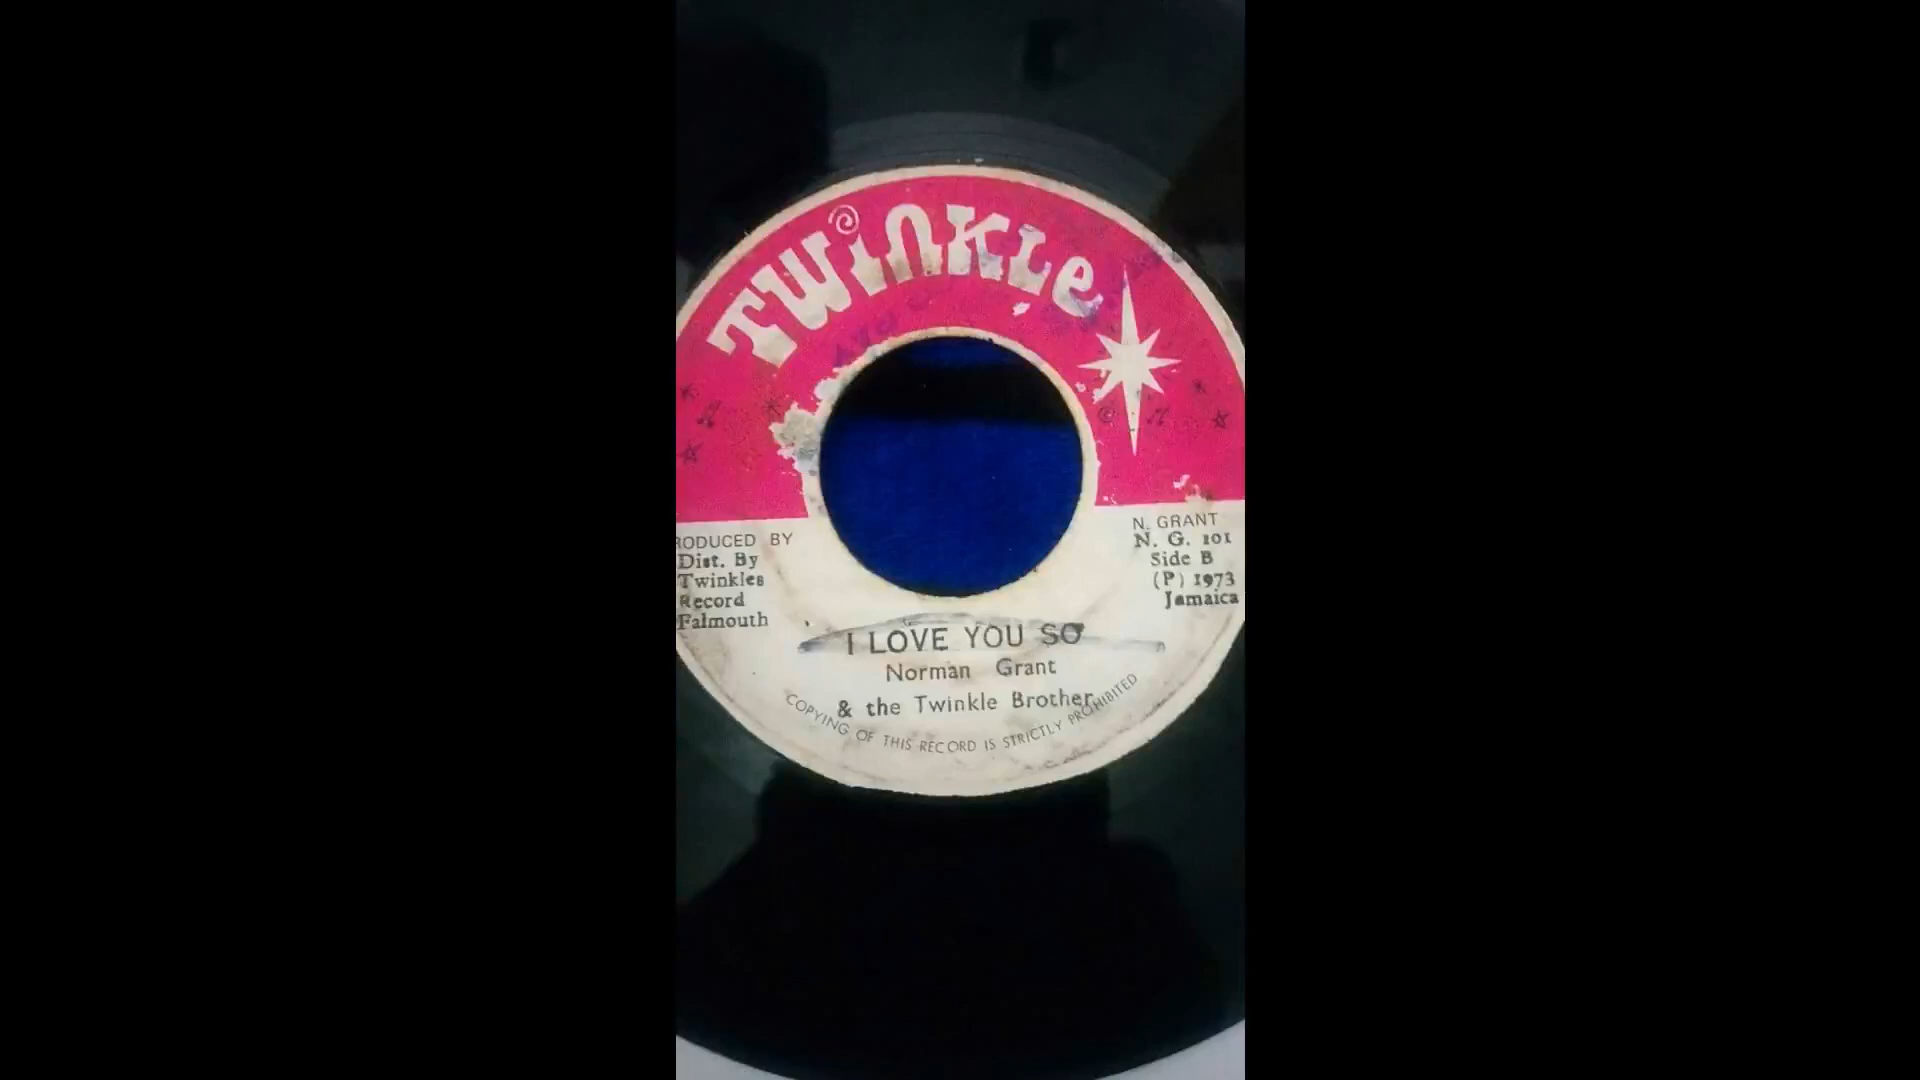 TWiNKLe
RODUCED BY
Dist. By
Twinkles
Record
Falmouth
N. GRANT
N. G. 101
Side B
(P) 1973
Jamaica
I LOVE YOU SO
Norman Grant
& the Twinkle Brother
COPYING OF THIS RECORD IS STRICTLY PROHIBITED